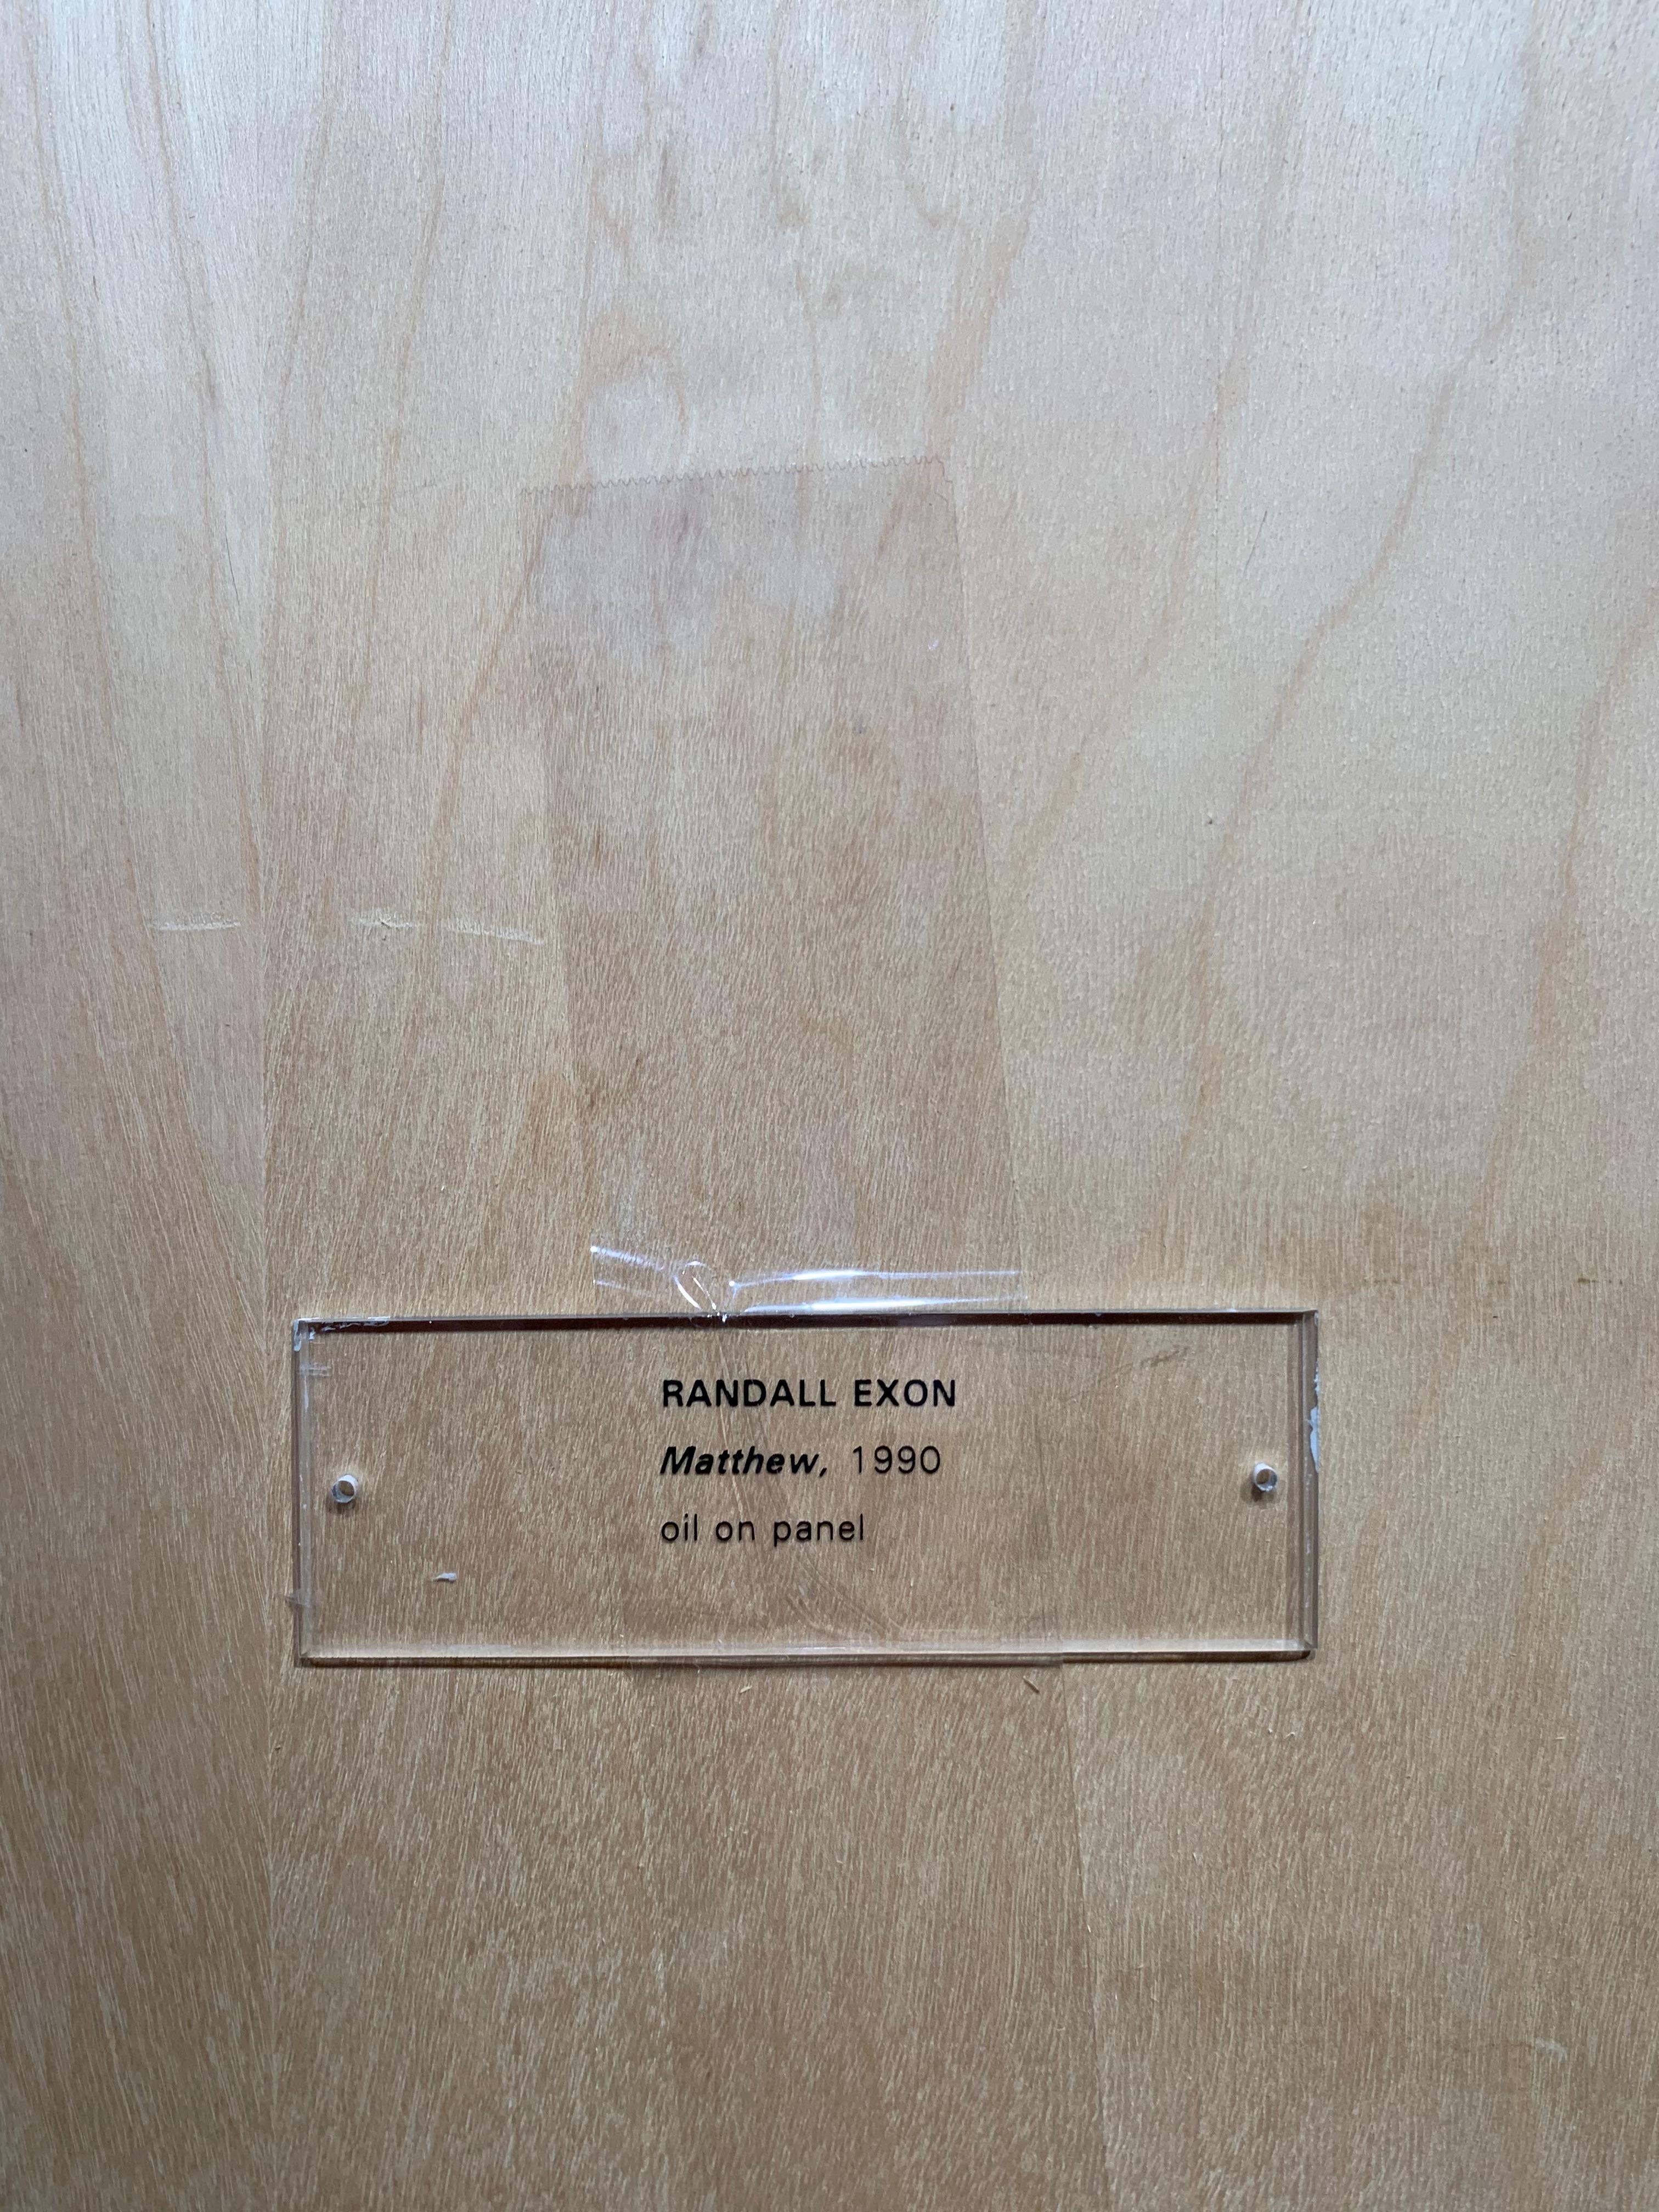 RANDALL EXON
Matthew, 1990
oil on panel